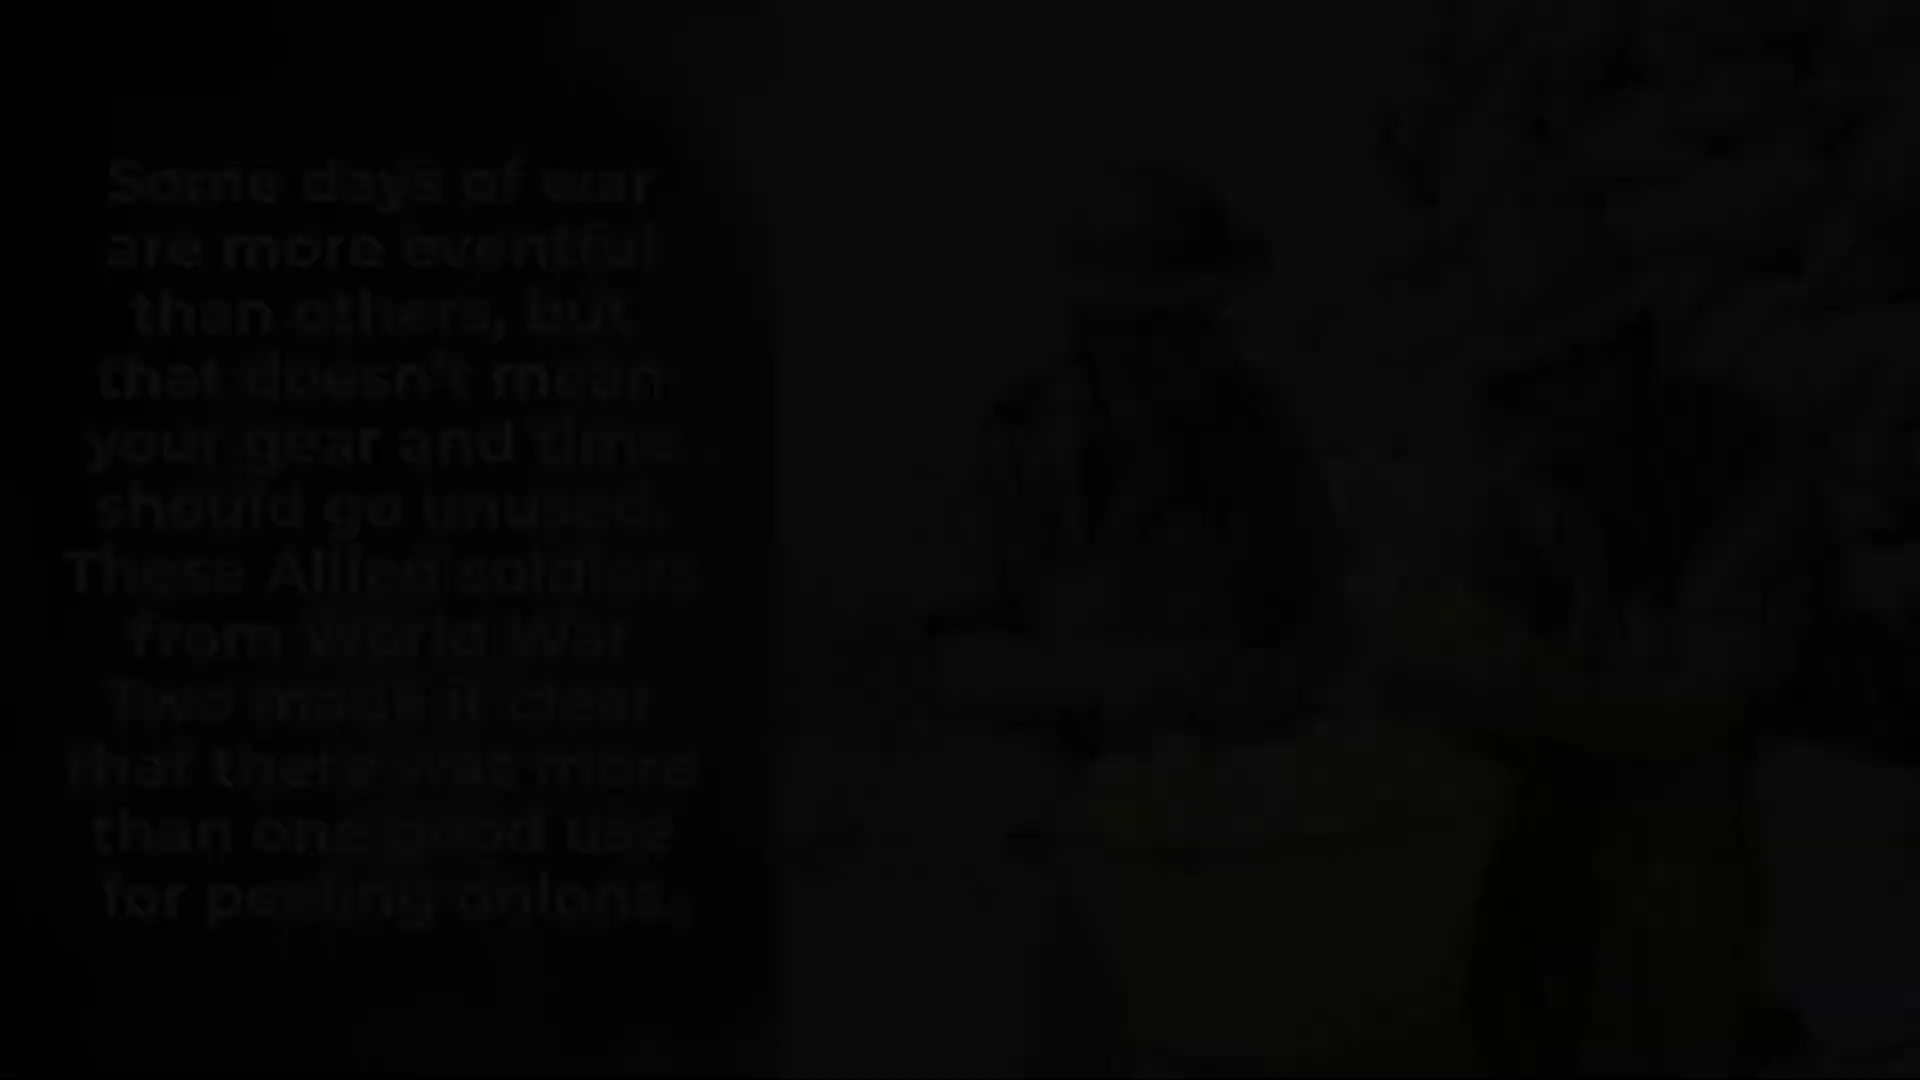 Some days of war
are more eventful
than others, but
that doesn't mean
your gear and time
should go unused.
These Allied soldiers
from World War
Two made it clear
that there was more
than one good use
for peeling onions.